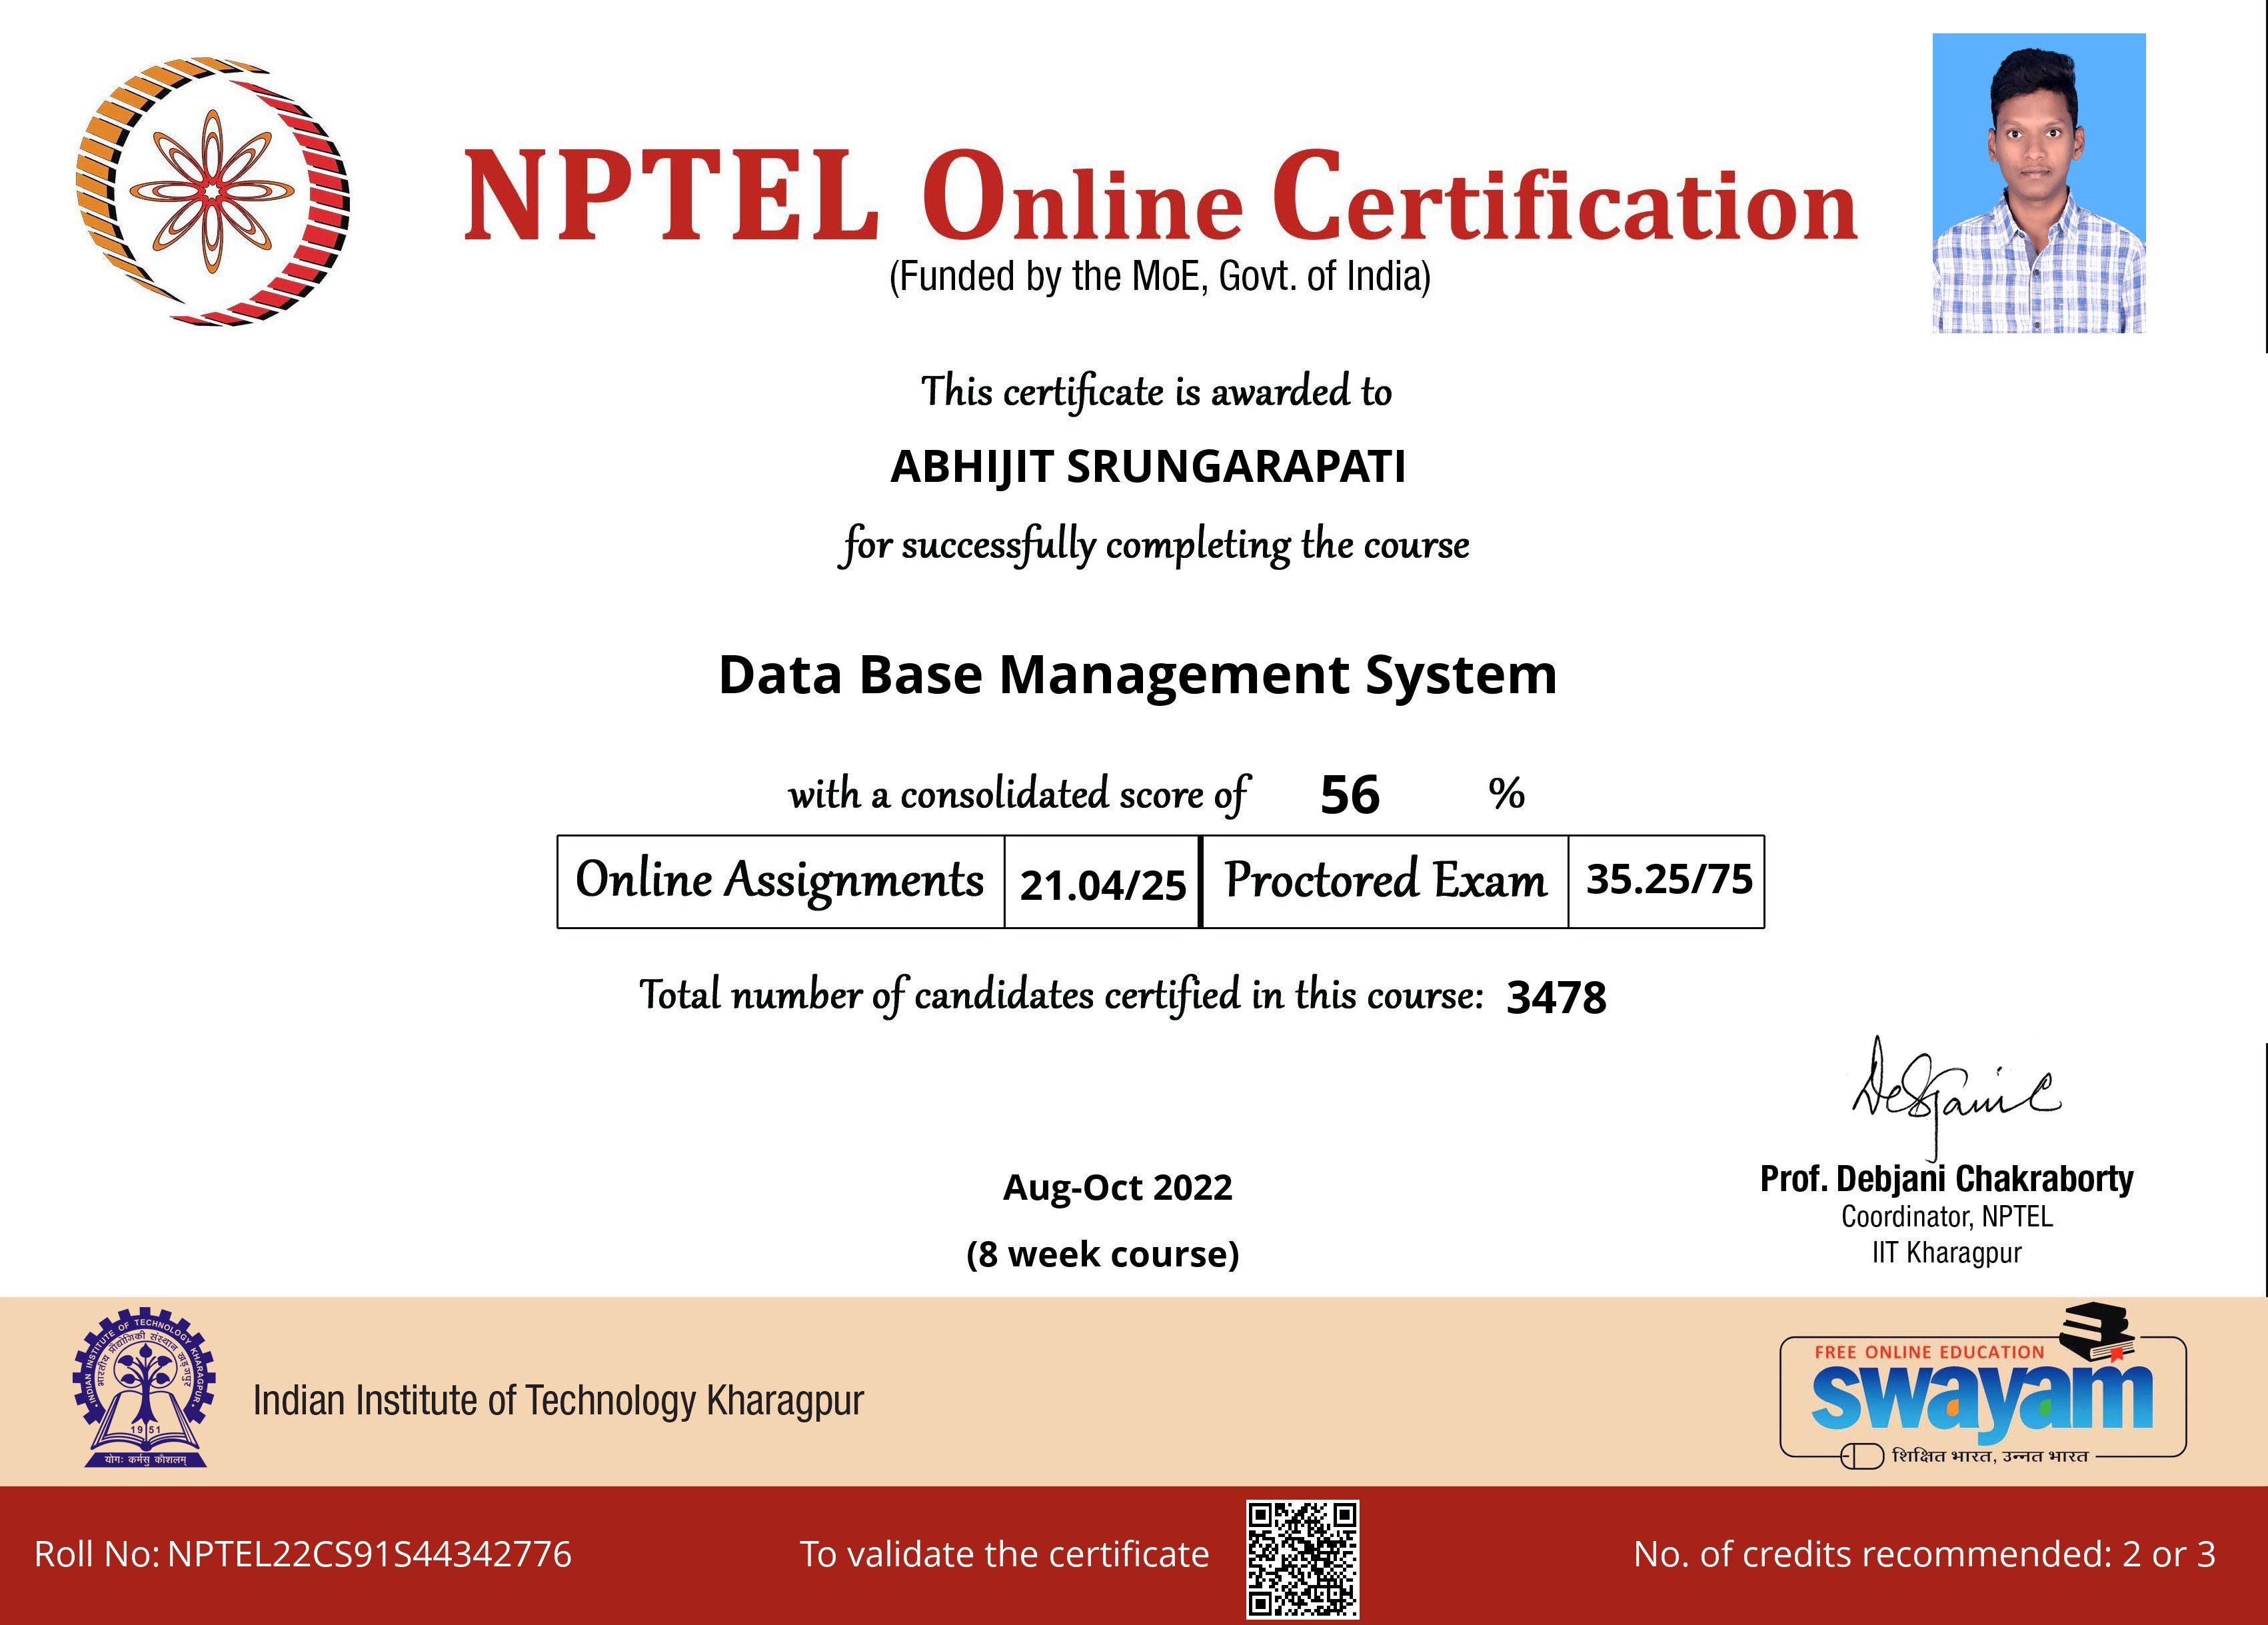 NPTEL Online Certification
(Funded by the MoE, Govt. of India)
This certificate is awarded to
ABHIJIT SRUNGARAPATI
for successfully completing the course
Data Base Management System
with a consolidated score of 56 %
Online Assignments 21.04/25 Proctored Exam 35.25/75
Total number of candidates certified in this course: 3478
Debjani C
Prof. Debjani Chakraborty
Coordinator, NPTEL
IIT Kharagpur
Aug-Oct 2022
(8 week course)
INDIAN INSTITUTE OF TECHNOLOGY KHARAGPUR
भारतीय प्रौद्योगिकी संस्थान खड़गपुर
1951
योगः कर्मसु कौशलम्
Indian Institute of Technology Kharagpur
FREE ONLINE EDUCATION
swayam
शिक्षित भारत, उन्नत भारत
Roll No: NPTEL22CS91S44342776
To validate the certificate
No. of credits recommended: 2 or 3